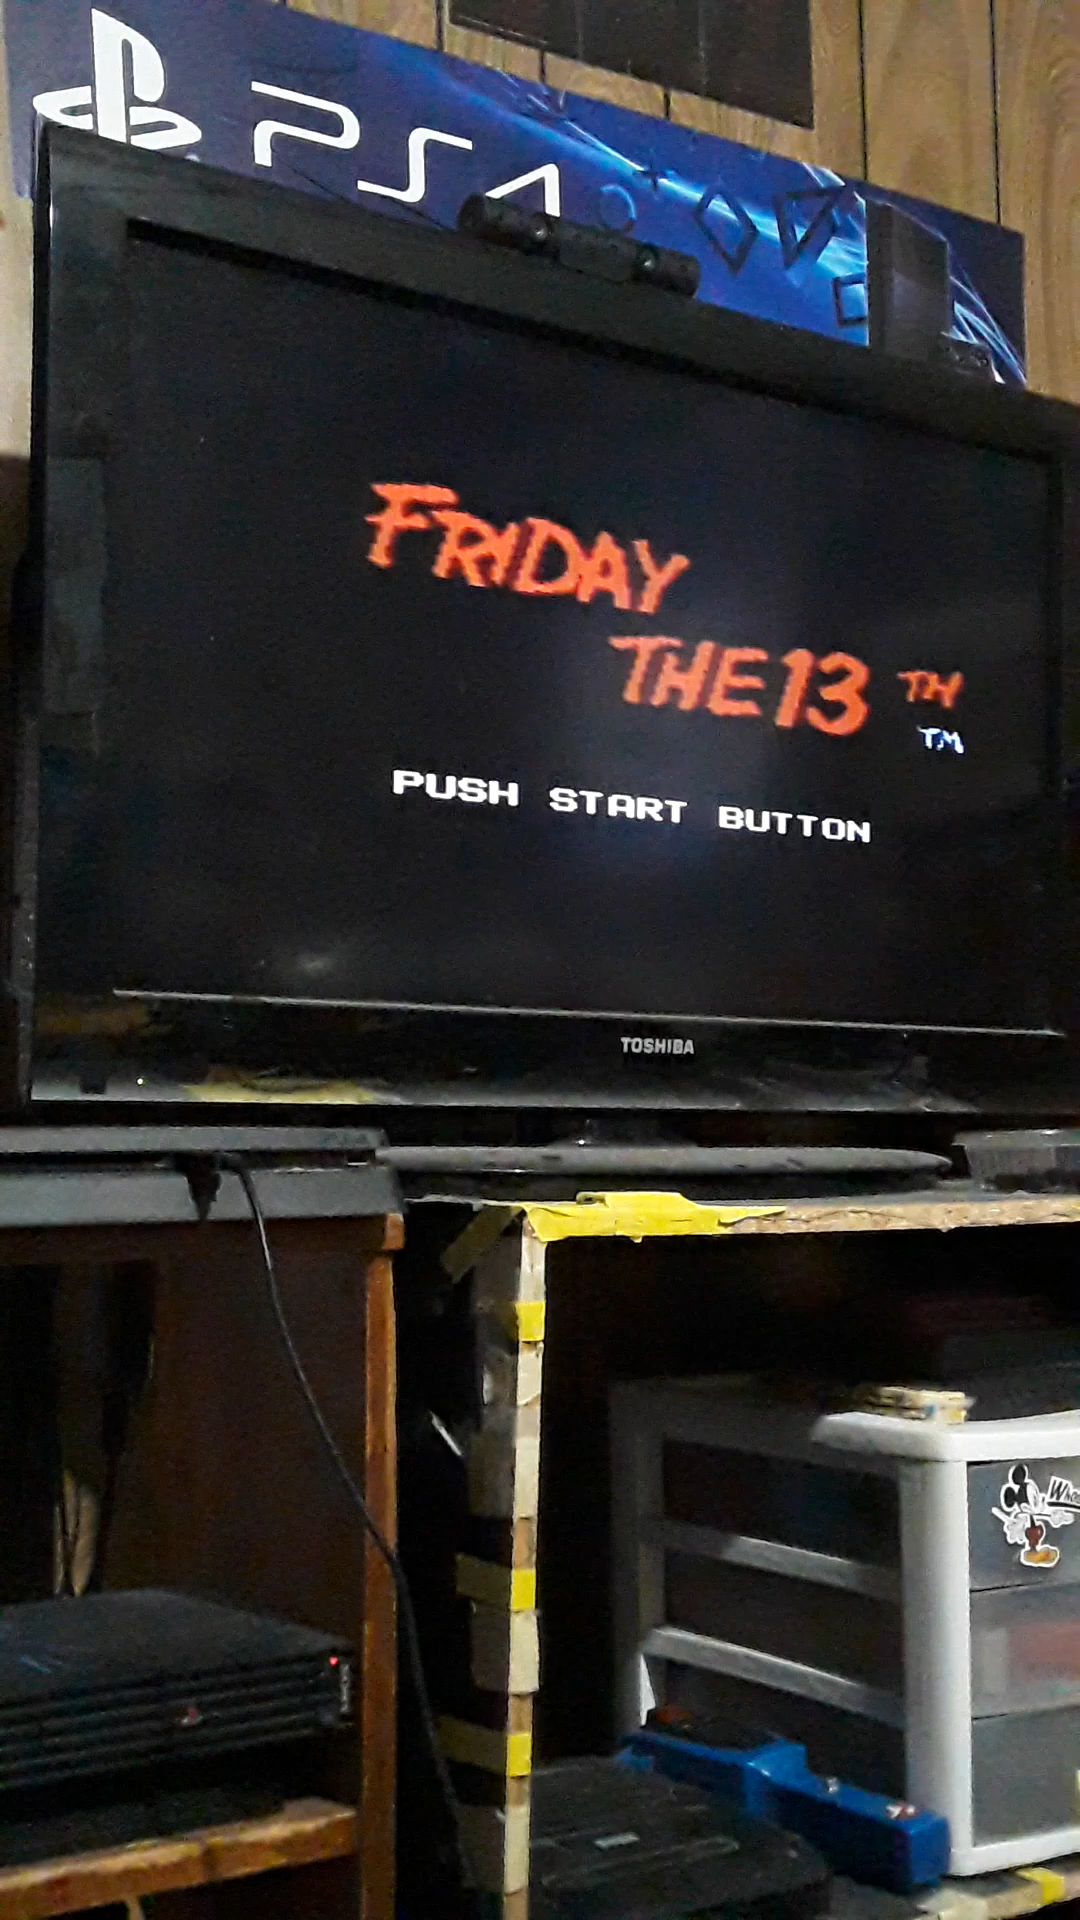 PS4
FRIDAY
THE 13 TH
TM
PUSH START BUTTON
TOSHIBA